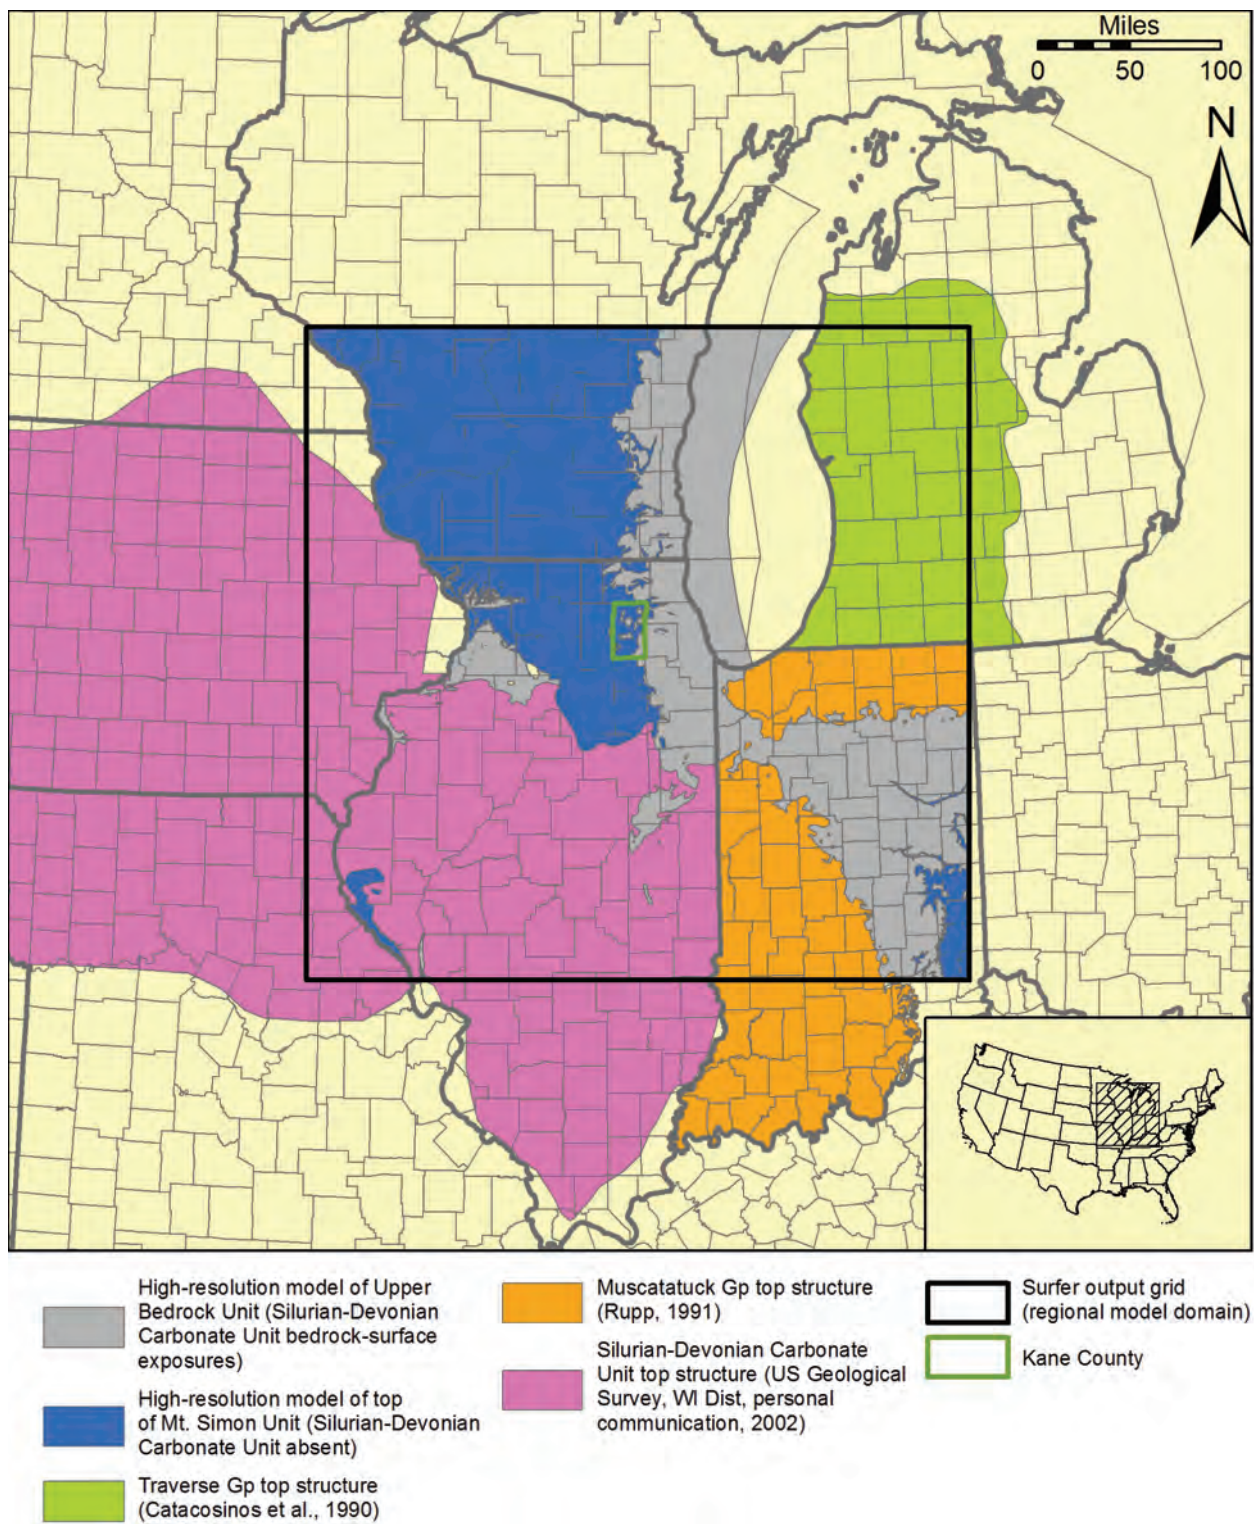 Miles
0 50 100
N
High-resolution model of Upper
Bedrock Unit (Silurian-Devonian
Carbonate Unit bedrock-surface
exposures)
High-resolution model of top
of Mt. Simon Unit (Silurian-Devonian
Carbonate Unit absent)
Traverse Gp top structure
(Catacosinos et al., 1990)
Muscatatuck Gp top structure
(Rupp, 1991)
Silurian-Devonian Carbonate
Unit top structure (US Geological
Survey, WI Dist, personal
communication, 2002)
Surfer output grid
(regional model domain)
Kane County